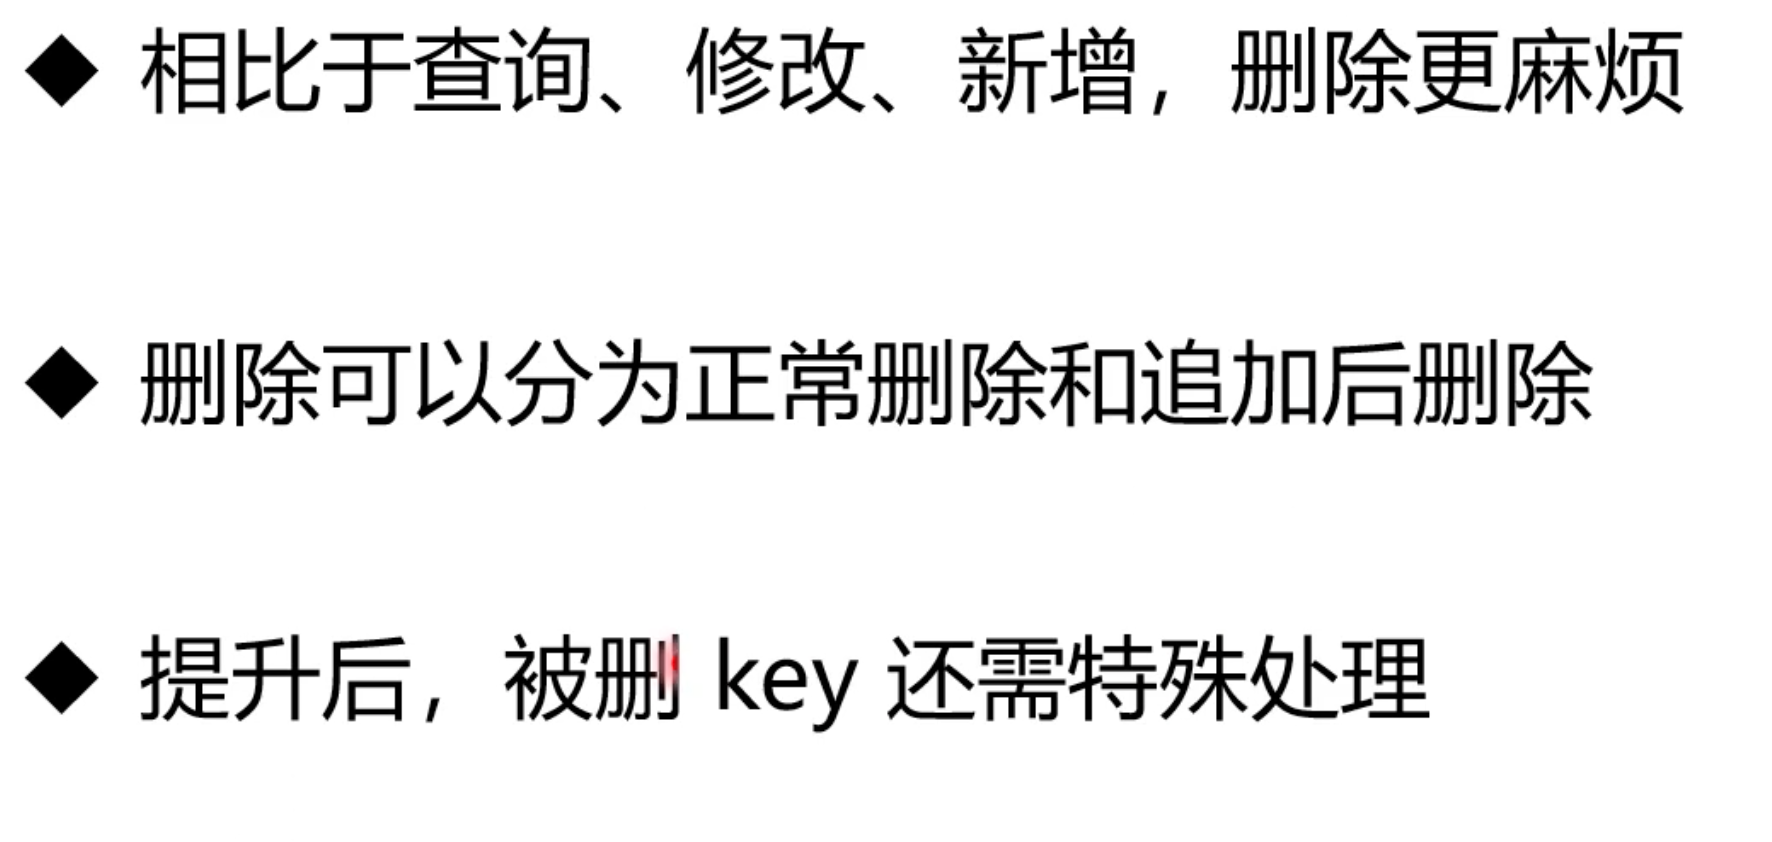 ◆ 相比于查询、修改、新增，删除更麻烦
◆ 删除可以分为正常删除和追加后删除
◆ 提升后，被删 key 还需特殊处理